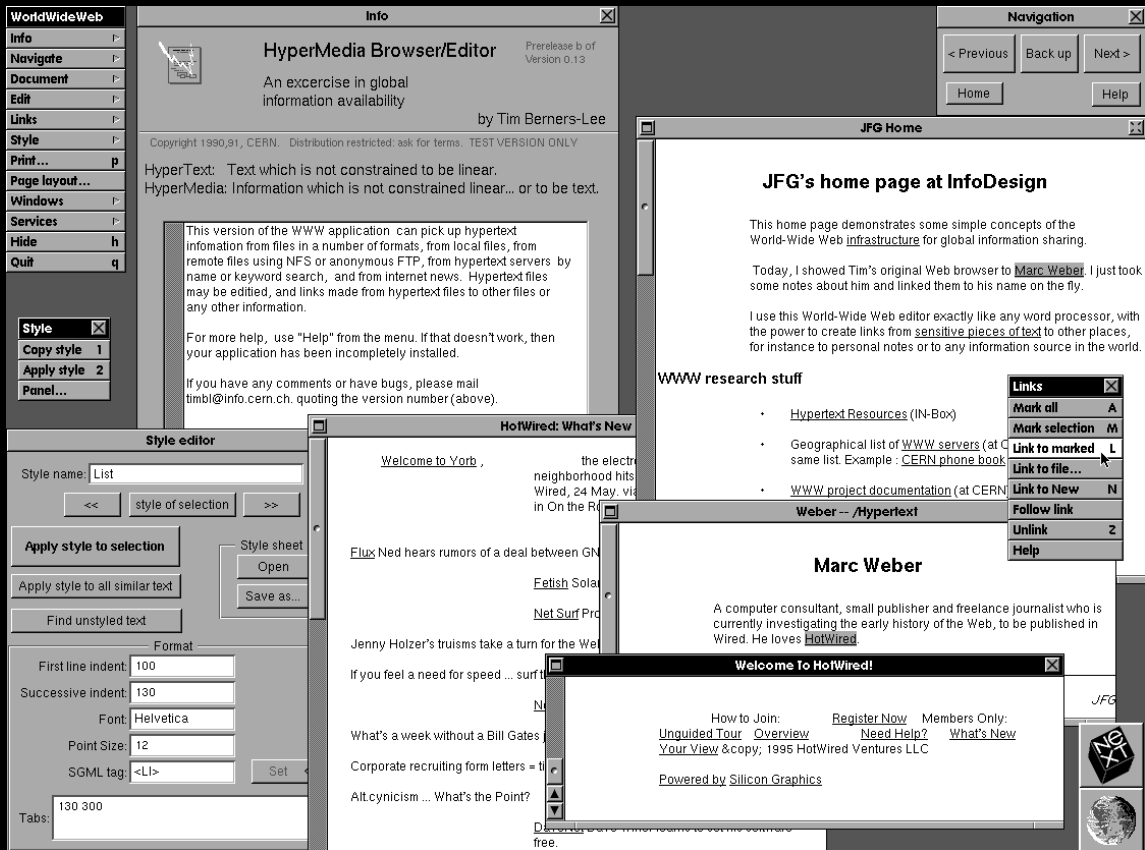 WorldWideWeb
Info
Navigate
Document
Edit
Links
Style
Print... p
Page layout...
Windows
Services
Hide h
Quit q
Style
Copy style 1
Apply style 2
Panel...
Info
HyperMedia Browser/Editor
Prerelease b of
Version 0.13
An excercise in global
information availability
by Tim Berners-Lee
Copyright 1990,91, CERN. Distribution restricted: ask for terms. TEST VERSION ONLY
HyperText: Text which is not constrained to be linear.
HyperMedia: Information which is not constrained linear... or to be text.
This version of the WWW application can pick up hypertext
infomation from files in a number of formats, from local files, from
remote files using NFS or anonymous FTP, from hypertext servers by
name or keyword search, and from internet news. Hypertext files
may be editied, and links made from hypertext files to other files or
any other information.
For more help, use "Help" from the menu. If that doesn't work, then
your application has been incompletely installed.
If you have any comments or have bugs, please mail
timbl@info.cern.ch. quoting the version number (above).
Navigation
< Previous Back up Next >
Home Help
JFG Home
JFG's home page at InfoDesign
This home page demonstrates some simple concepts of the
World-Wide Web infrastructure for global information sharing.
Today, I showed Tim's original Web browser to Marc Weber. I just took
some notes about him and linked them to his name on the fly.
I use this World-Wide Web editor exactly like any word processor, with
the power to create links from sensitive pieces of text to other places,
for instance to personal notes or to any information source in the world.
WWW research stuff
• Hypertext Resources (IN-Box)
• Geographical list of WWW servers (at C
same list. Example : CERN phone book
• WWW project documentation (at CERN
Links
Mark all A
Mark selection M
Link to marked L
Link to file...
Link to New N
Follow link
Unlink Z
Help
Style editor
Style name: List
<< style of selection >>
Apply style to selection
Apply style to all similar text
Find unstyled text
Style sheet
Open
Save as...
Format
First line indent: 100
Successive indent: 130
Font: Helvetica
Point Size: 12
SGML tag: <LI>
Set
Tabs: 130 300
HotWired: What's New
Welcome to Yorb , the electr
neighborhood hits
Wired, 24 May. via
in On the Ro
Flux Ned hears rumors of a deal between GN
Fetish Sola
Net Surf Pro
Jenny Holzer's truisms take a turn for the We
If you feel a need for speed ... surf t
Ne
What's a week without a Bill Gates j
Corporate recruiting form letters = ti
Alt.cynicism ... What's the Point?
free.
Weber -- /Hypertext
Marc Weber
A computer consultant, small publisher and freelance journalist who is
currently investigating the early history of the Web, to be published in
Wired. He loves HotWired.
JFG
Welcome To HotWired!
How to Join: Register Now Members Only:
Unguided Tour Overview Need Help? What's New
Your View &copy; 1995 HotWired Ventures LLC
Powered by Silicon Graphics
NeXT